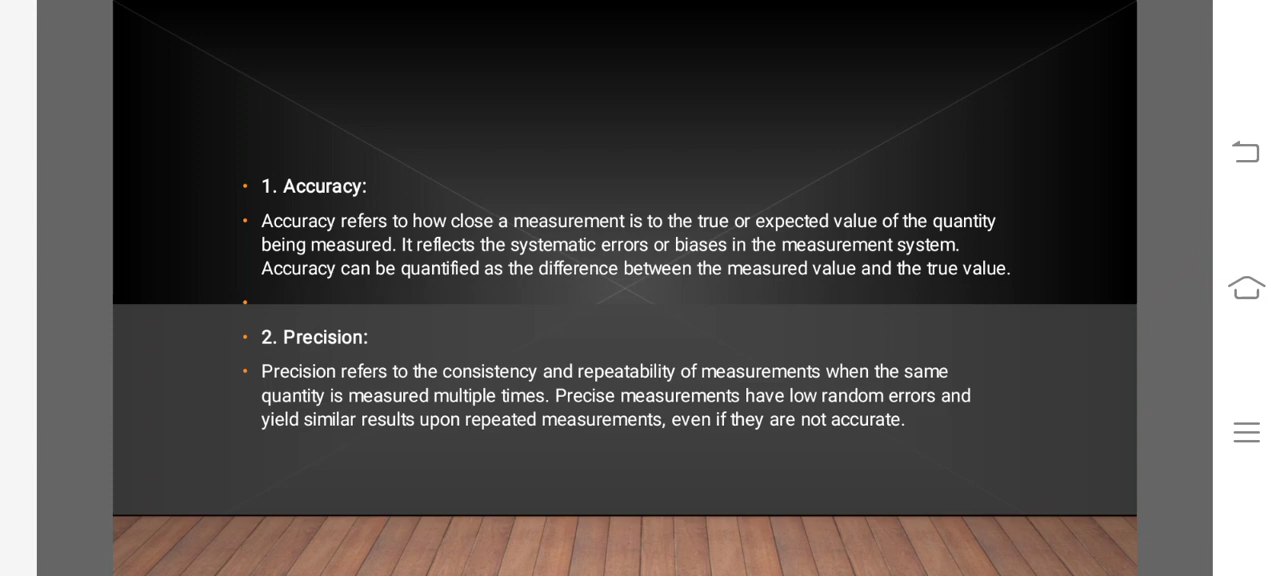 • 1. Accuracy:
• Accuracy refers to how close a measurement is to the true or expected value of the quantity
being measured. It reflects the systematic errors or biases in the measurement system.
Accuracy can be quantified as the difference between the measured value and the true value.
•
• 2. Precision:
• Precision refers to the consistency and repeatability of measurements when the same
quantity is measured multiple times. Precise measurements have low random errors and
yield similar results upon repeated measurements, even if they are not accurate.